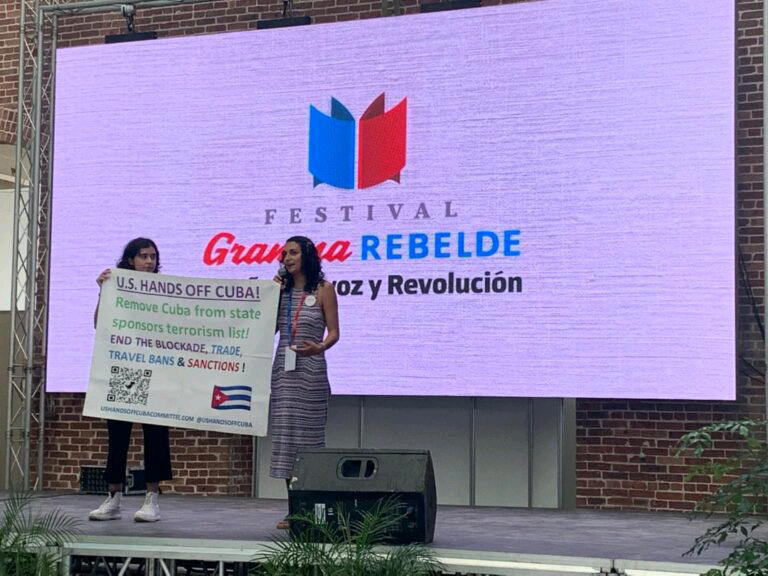 FESTIVAL
Granma REBELDE
voz y Revolución
U.S. HANDS OFF CUBA!
Remove Cuba from state
sponsors terrorism list!
END THE BLOCKADE, TRADE,
TRAVEL BANS & SANCTIONS !
USHANDSOFFCUBACOMMITTEE.COM @USHANDSOFFCUBA